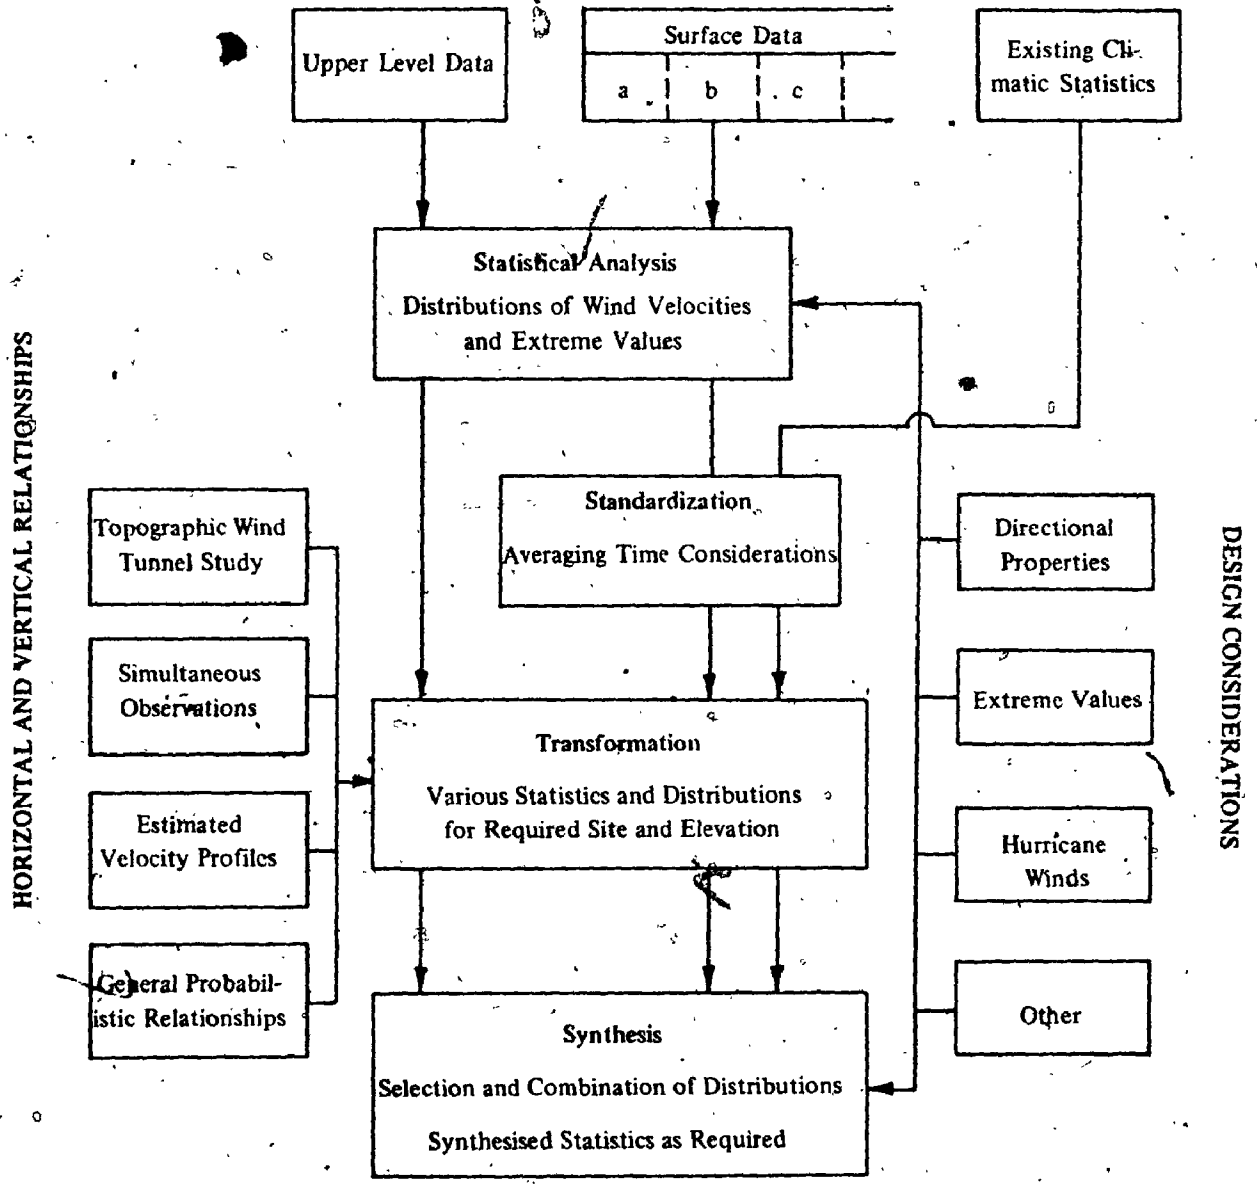 Upper Level Data
Surface Data
a
b
c
Existing Cli-
matic Statistics
Statistical Analysis
Distributions of Wind Velocities
and Extreme Values
HORIZONTAL AND VERTICAL RELATIONSHIPS
Topographic Wind
Tunnel Study
Simultaneous
Observations
Estimated
Velocity Profiles
General Probabil-
istic Relationships
Standardization
Averaging Time Considerations
Transformation
Various Statistics and Distributions
for Required Site and Elevation
Synthesis
Selection and Combination of Distributions
Synthesised Statistics as Required
Directional
Properties
Extreme Values
Hurricane
Winds
Other
DESIGN CONSIDERATIONS